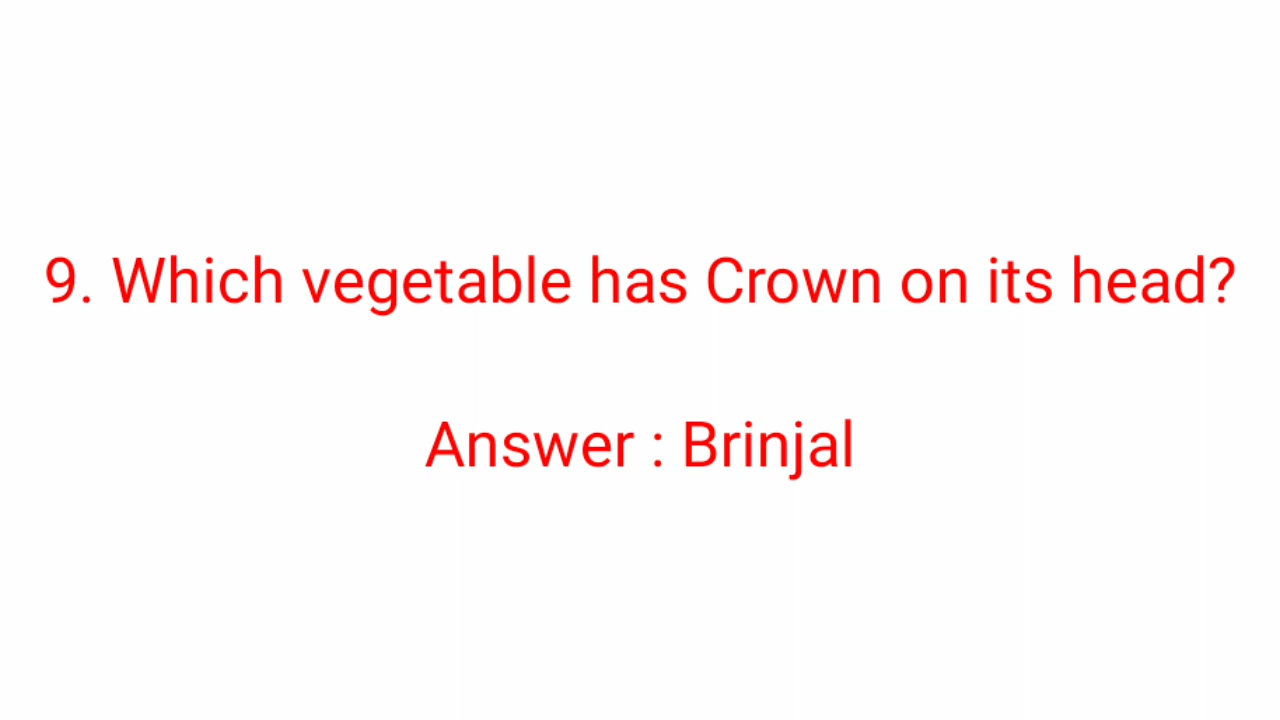 9. Which vegetable has Crown on its head?
Answer : Brinjal